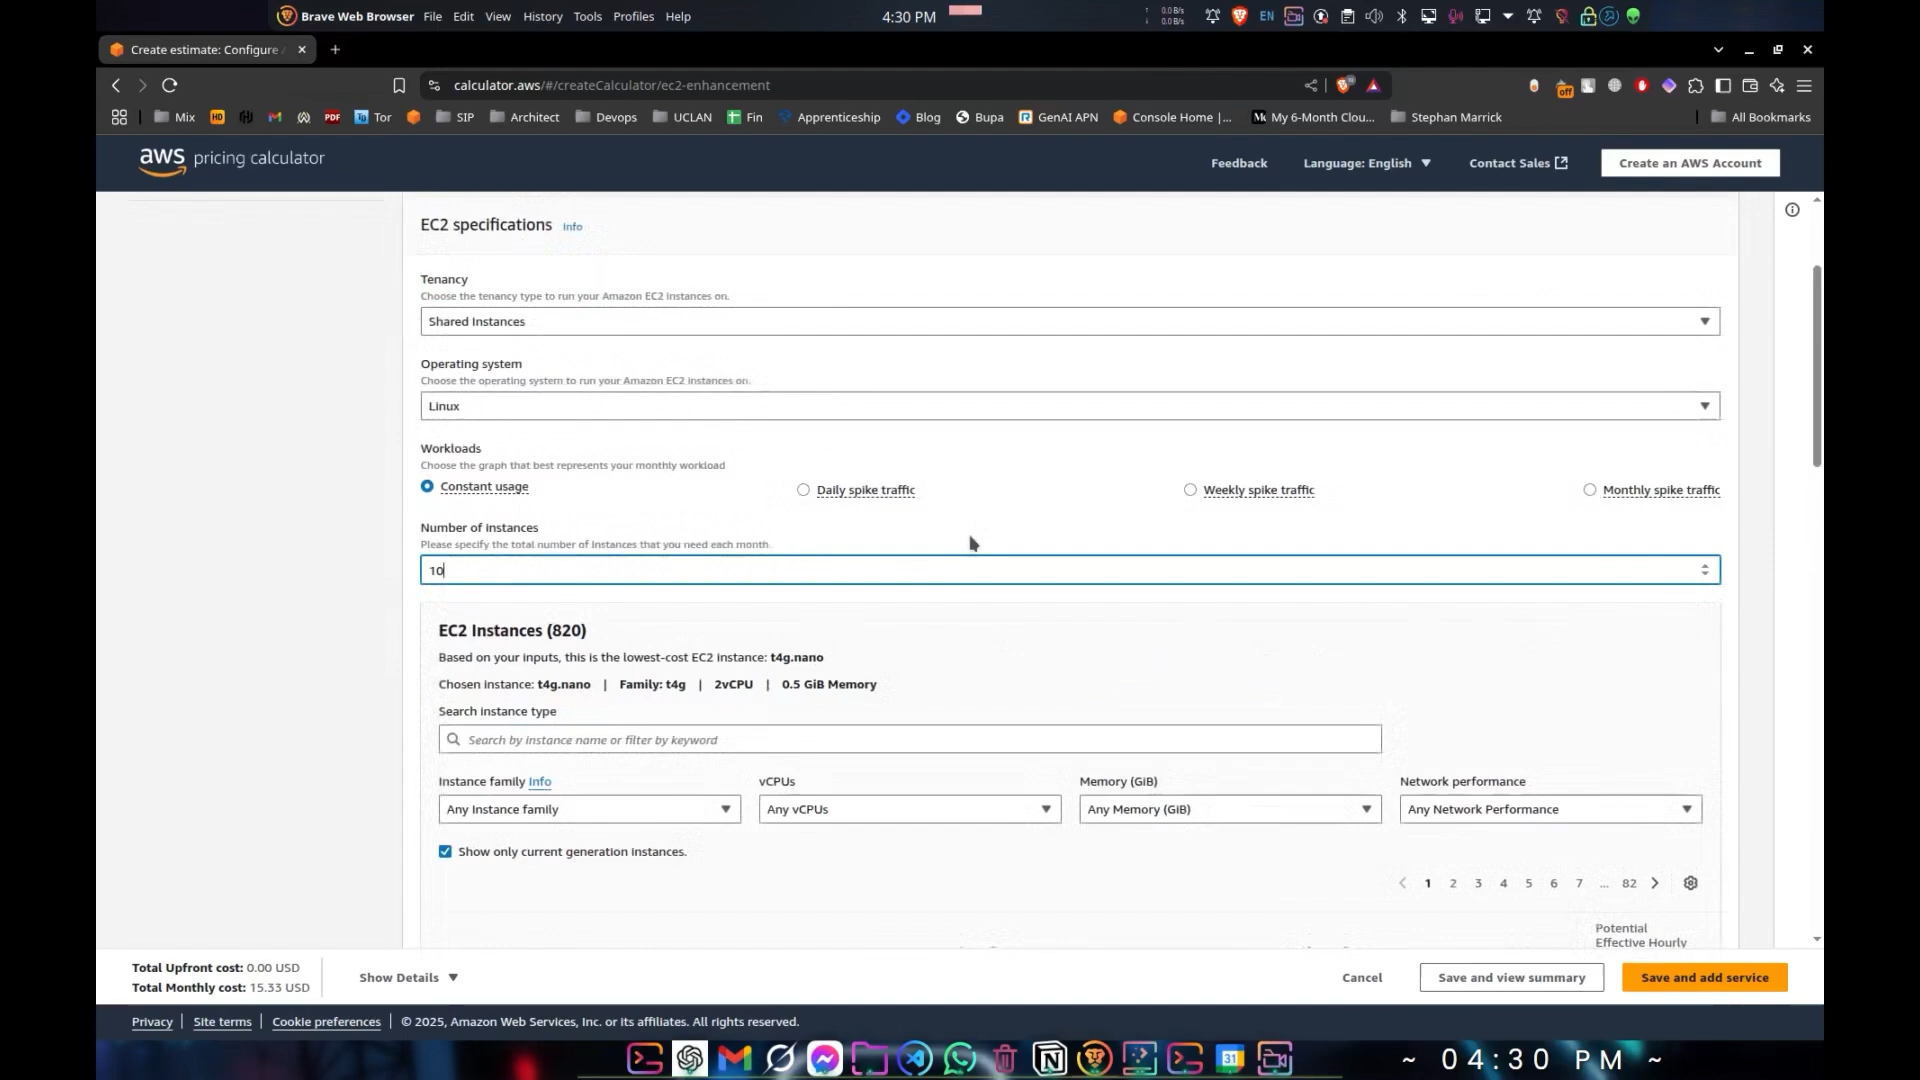 Brave Web Browser File Edit View History Tools Profiles Help 4:30 PM 0.0 B/s 0.0 B/s EN
Create estimate: Configure
calculator.aws/#/createCalculator/ec2-enhancement
off
Mix HD PDF Tor SIP Architect Devops UCLAN Fin Apprenticeship Blog Bupa GenAI APN Console Home |... My 6-Month Clou... Stephan Marrick All Bookmarks
aws pricing calculator Feedback Language: English Contact Sales Create an AWS Account
EC2 specifications Info
Tenancy
Choose the tenancy type to run your Amazon EC2 instances on.
Shared Instances
Operating system
Choose the operating system to run your Amazon EC2 instances on.
Linux
Workloads
Choose the graph that best represents your monthly workload
Constant usage Daily spike traffic Weekly spike traffic Monthly spike traffic
Number of instances
Please specify the total number of instances that you need each month.
10
EC2 Instances (820)
Based on your inputs, this is the lowest-cost EC2 instance: t4g.nano
Chosen instance: t4g.nano | Family: t4g | 2vCPU | 0.5 GiB Memory
Search instance type
Search by instance name or filter by keyword
Instance family Info vCPUs Memory (GiB) Network performance
Any Instance family Any vCPUs Any Memory (GiB) Any Network Performance
Show only current generation instances.
1 2 3 4 5 6 7 ... 82
Potential
Effective Hourly
Total Upfront cost: 0.00 USD
Total Monthly cost: 15.33 USD
Show Details Cancel Save and view summary Save and add service
Privacy | Site terms | Cookie preferences | © 2025, Amazon Web Services, Inc. or its affiliates. All rights reserved.
31 ~ 04:30 PM ~